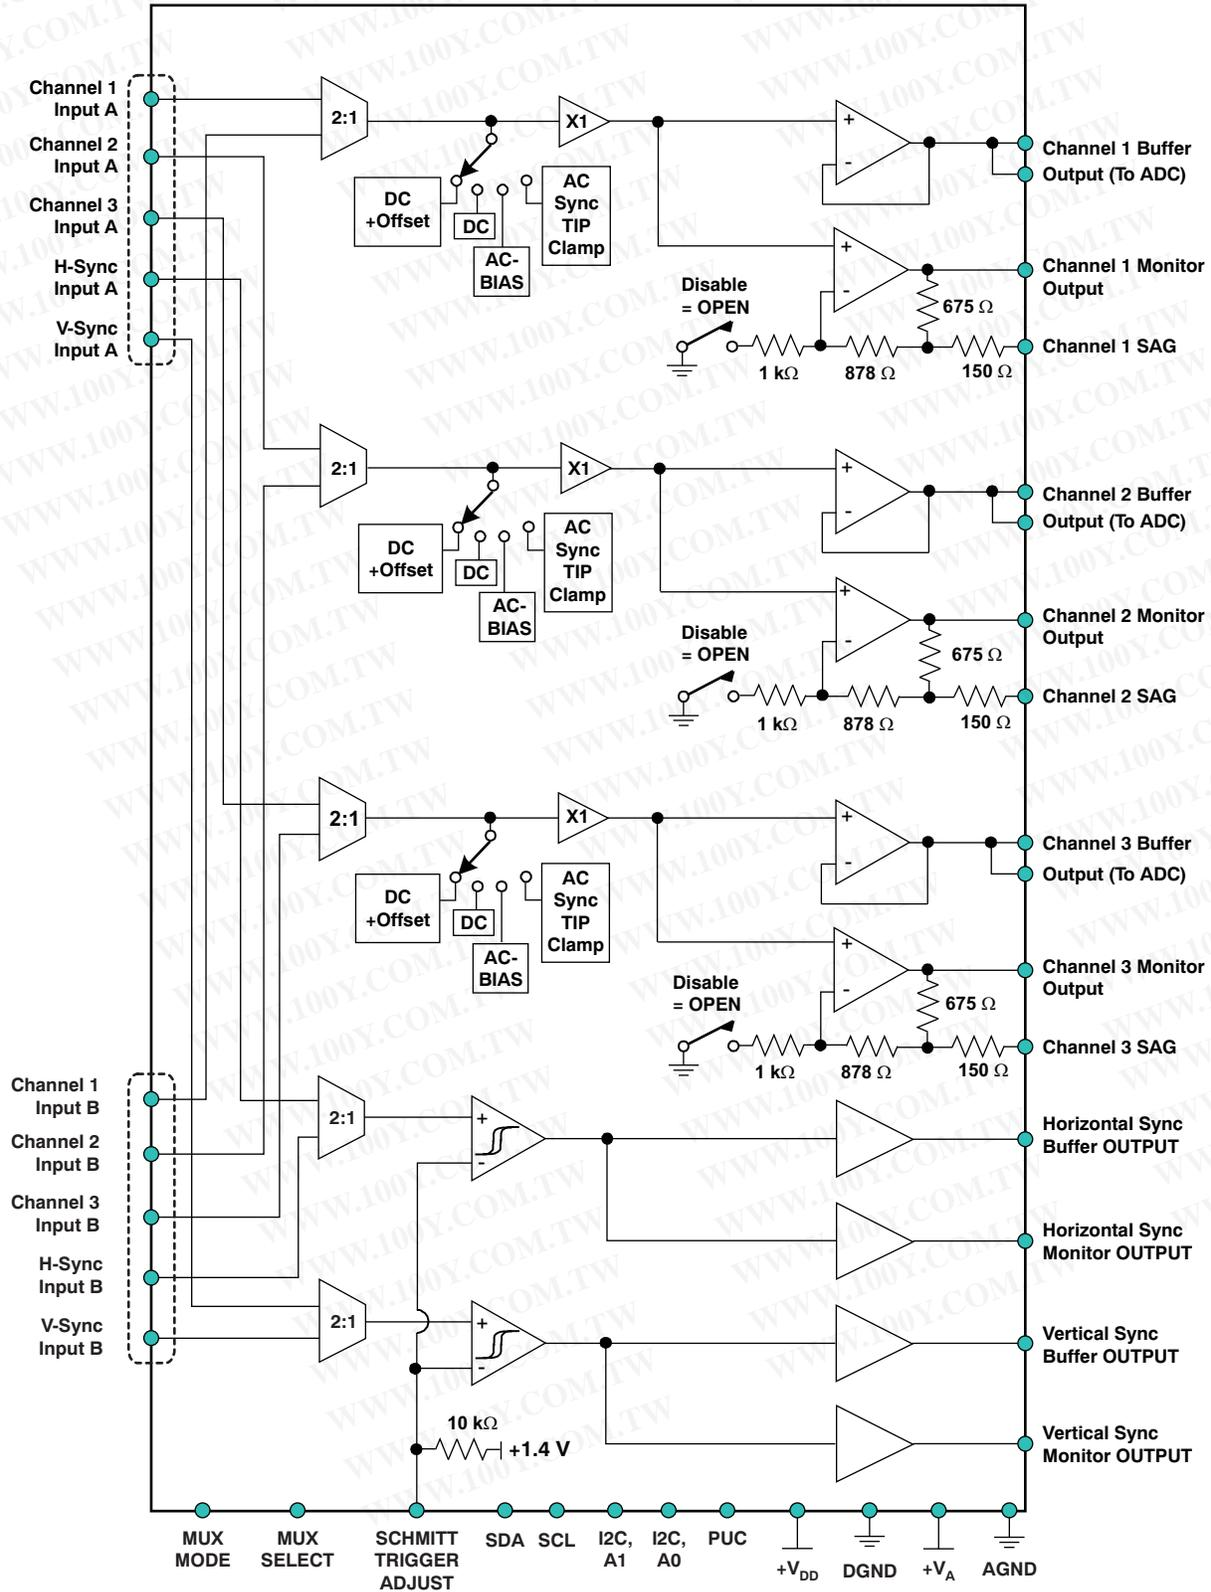 Channel 1
Input A
Channel 2
Input A
Channel 3
Input A
H-Sync
Input A
V-Sync
Input A
2:1
X1
+
-
DC
+Offset
DC
AC-
BIAS
AC
Sync
TIP
Clamp
Channel 1 Buffer
Output (To ADC)
+
-
Channel 1 Monitor
Output
Disable
= OPEN
675 Ω
1 kΩ
878 Ω
150 Ω
Channel 1 SAG
2:1
X1
+
-
DC
+Offset
DC
AC-
BIAS
AC
Sync
TIP
Clamp
Channel 2 Buffer
Output (To ADC)
+
-
Channel 2 Monitor
Output
Disable
= OPEN
675 Ω
1 kΩ
878 Ω
150 Ω
Channel 2 SAG
2:1
X1
+
-
DC
+Offset
DC
AC-
BIAS
AC
Sync
TIP
Clamp
Channel 3 Buffer
Output (To ADC)
+
-
Channel 3 Monitor
Output
Disable
= OPEN
675 Ω
1 kΩ
878 Ω
150 Ω
Channel 3 SAG
Channel 1
Input B
Channel 2
Input B
Channel 3
Input B
H-Sync
Input B
V-Sync
Input B
2:1
+
-
Horizontal Sync
Buffer OUTPUT
Horizontal Sync
Monitor OUTPUT
2:1
+
-
Vertical Sync
Buffer OUTPUT
Vertical Sync
Monitor OUTPUT
10 kΩ
+1.4 V
MUX
MODE
MUX
SELECT
SCHMITT
TRIGGER
ADJUST
SDA
SCL
I2C,
A1
I2C,
A0
PUC
+VDD
DGND
+VA
AGND
WWW.100Y.COM.TW